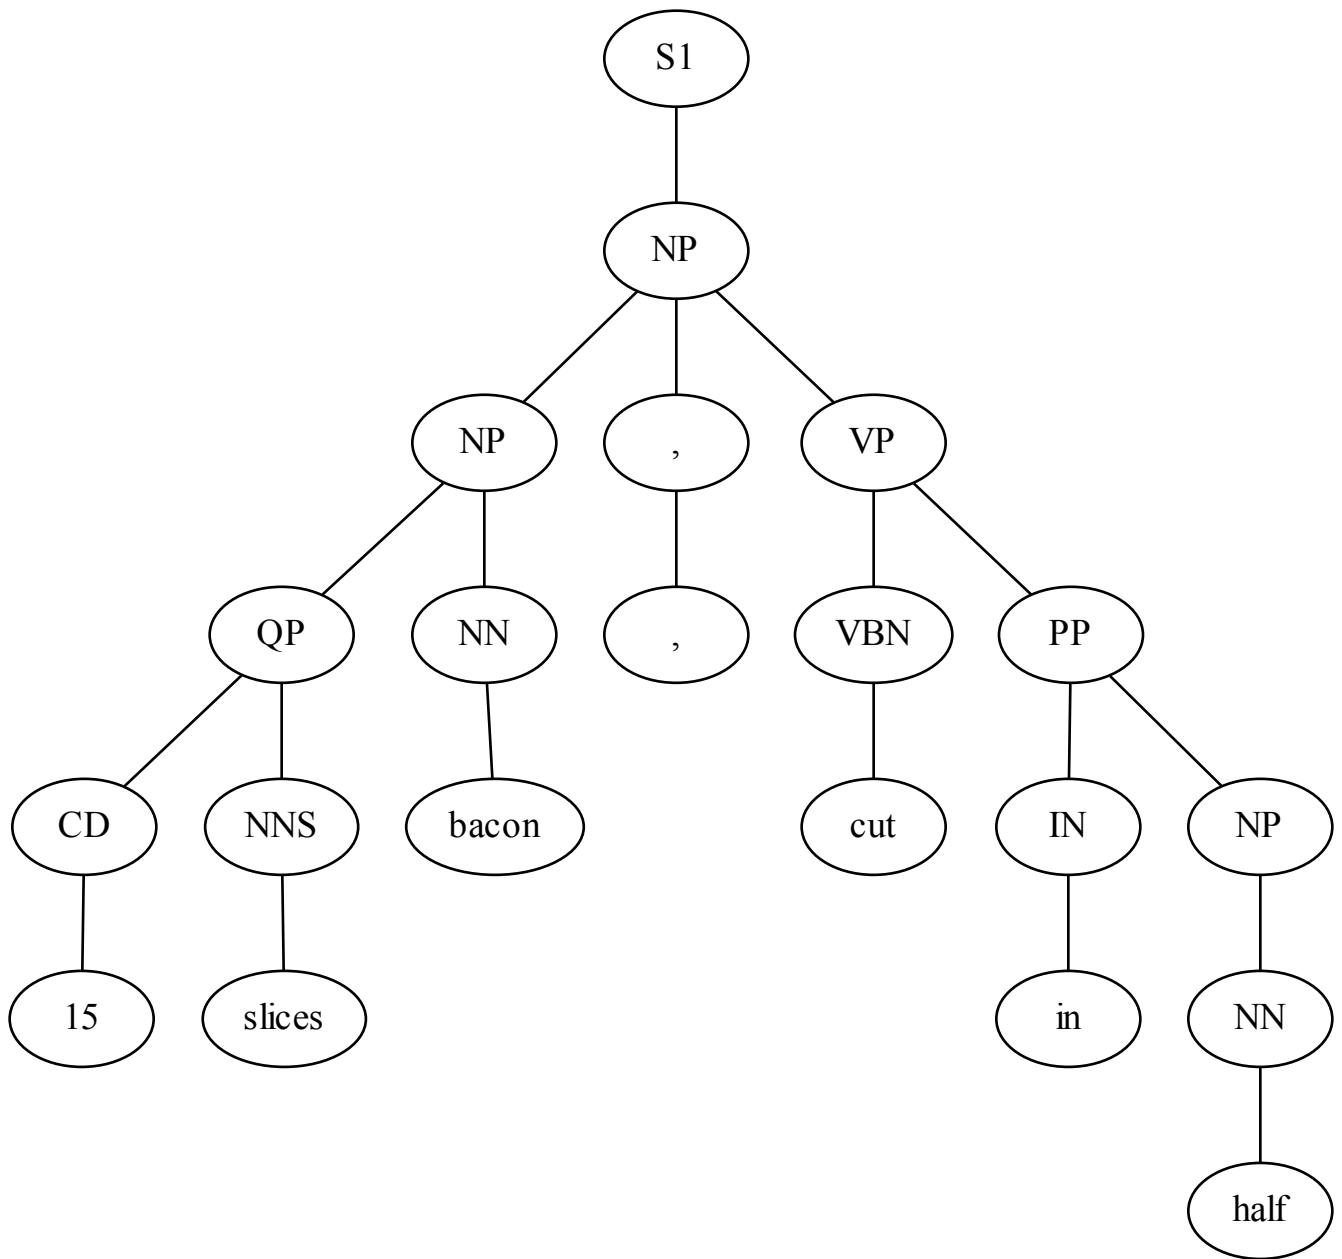 S1
NP
NP , VP
QP NN , VBN PP
CD NNS bacon cut IN NP
15 slices in NN
half